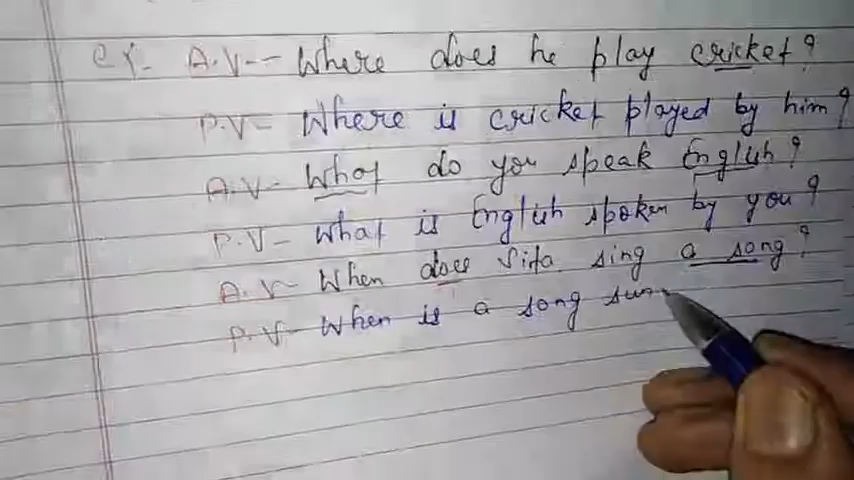 ex- A.V-- Where does he play cricket?
P.V- Where is cricket played by him?
A.V- What do you speak English?
P.V- What is English spoken by you?
A.V- When does Sita sing a song?
P.V- When is a song sun